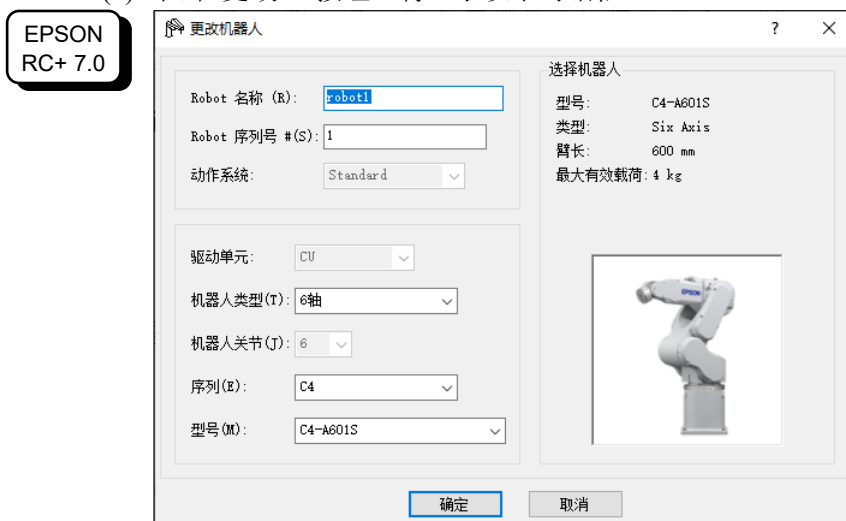 EPSON
RC+ 7.0
更改机器人
?
Robot 名称 (R): robot1
Robot 序列号 #(S): 1
动作系统: Standard
驱动单元: CU
机器人类型(T): 6轴
机器人关节(J): 6
序列(E): C4
型号(M): C4-A601S
选择机器人
型号: C4-A601S
类型: Six Axis
臂长: 600 mm
最大有效载荷: 4 kg
EPSON
确定
取消